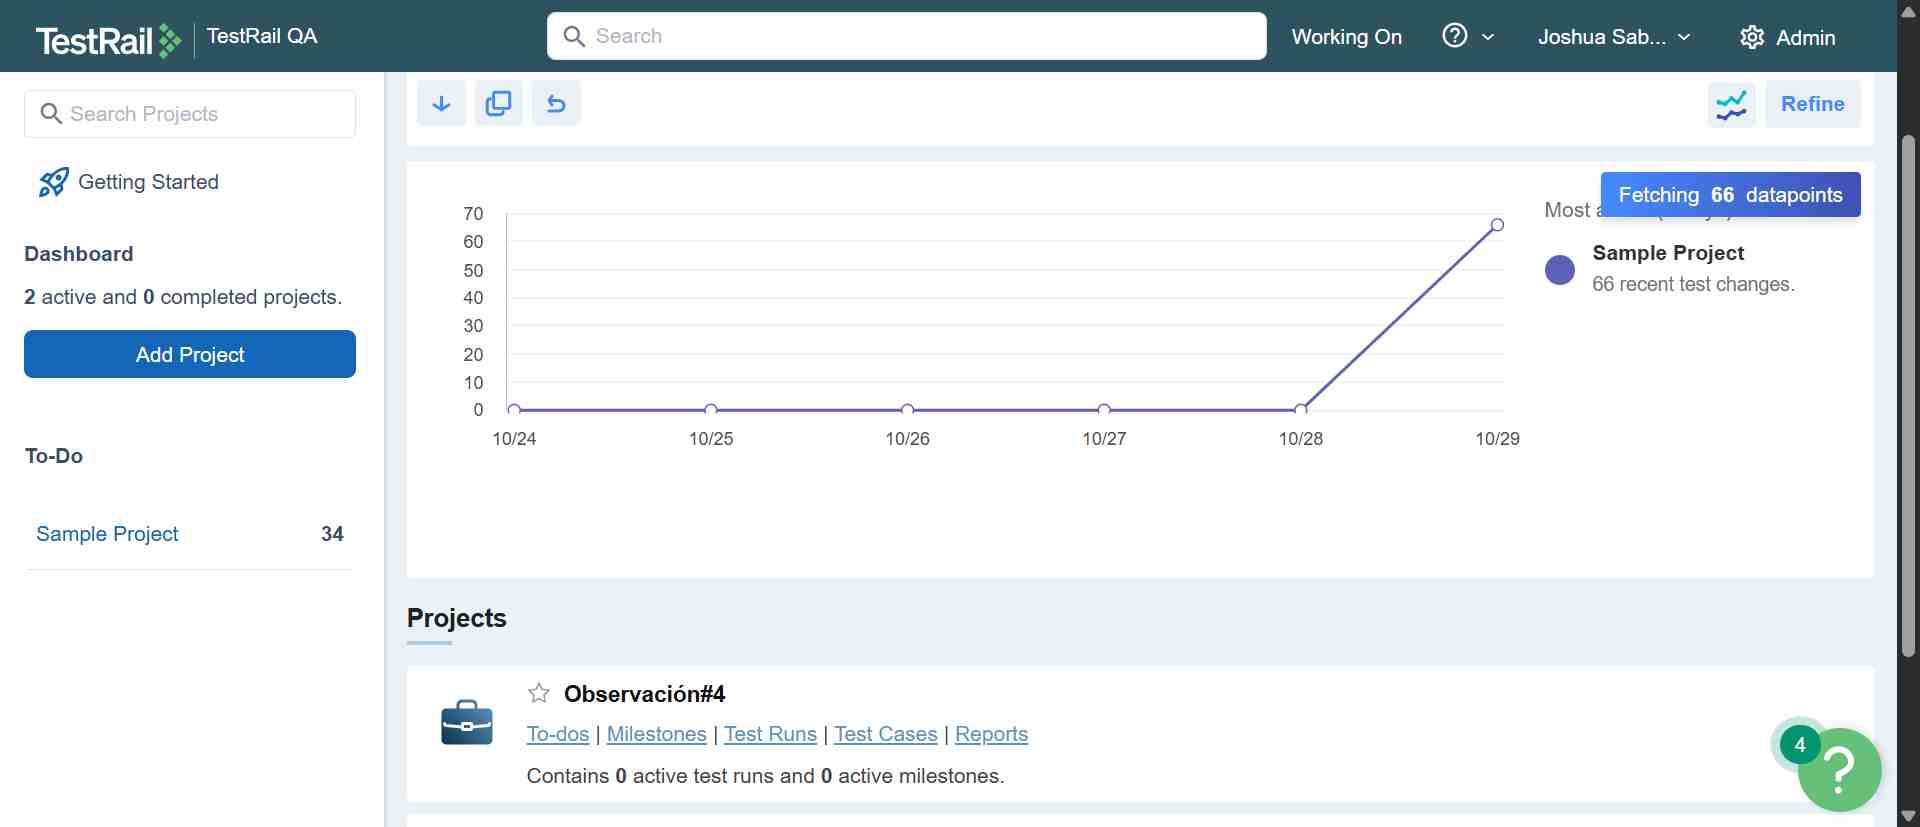 TestRail
TestRail QA
Search
Working On
Joshua Sab...
Admin
Search Projects
Getting Started
Dashboard
2 active and 0 completed projects.
Add Project
To-Do
Sample Project 34
Refine
Fetching 66 datapoints
Most
Sample Project
66 recent test changes.
70
60
50
40
30
20
10
0
10/24 10/25 10/26 10/27 10/28 10/29
Projects
Observación#4
To-dos | Milestones | Test Runs | Test Cases | Reports
Contains 0 active test runs and 0 active milestones.
4
?